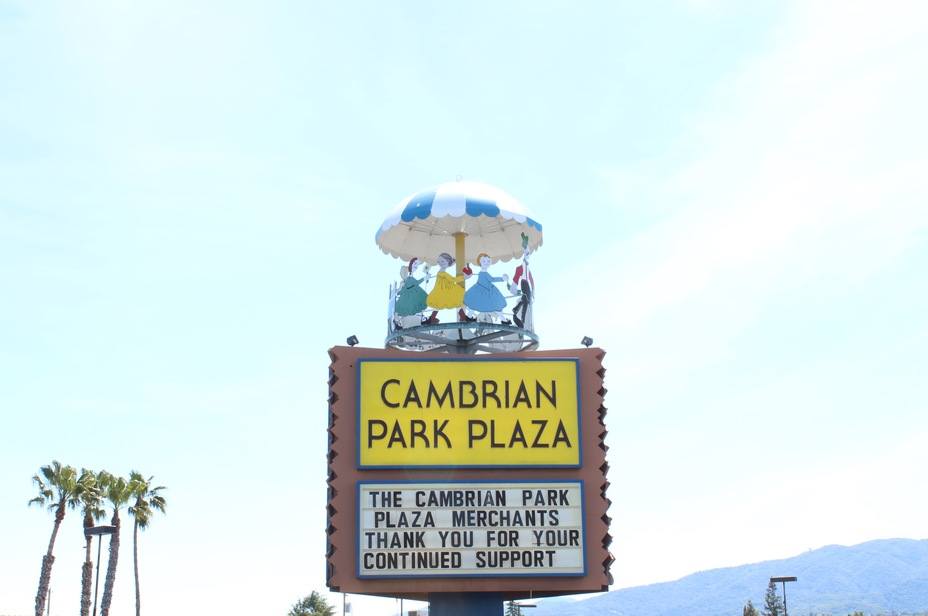 CAMBRIAN
PARK PLAZA
THE CAMBRIAN PARK
PLAZA MERCHANTS
THANK YOU FOR YOUR
CONTINUED SUPPORT